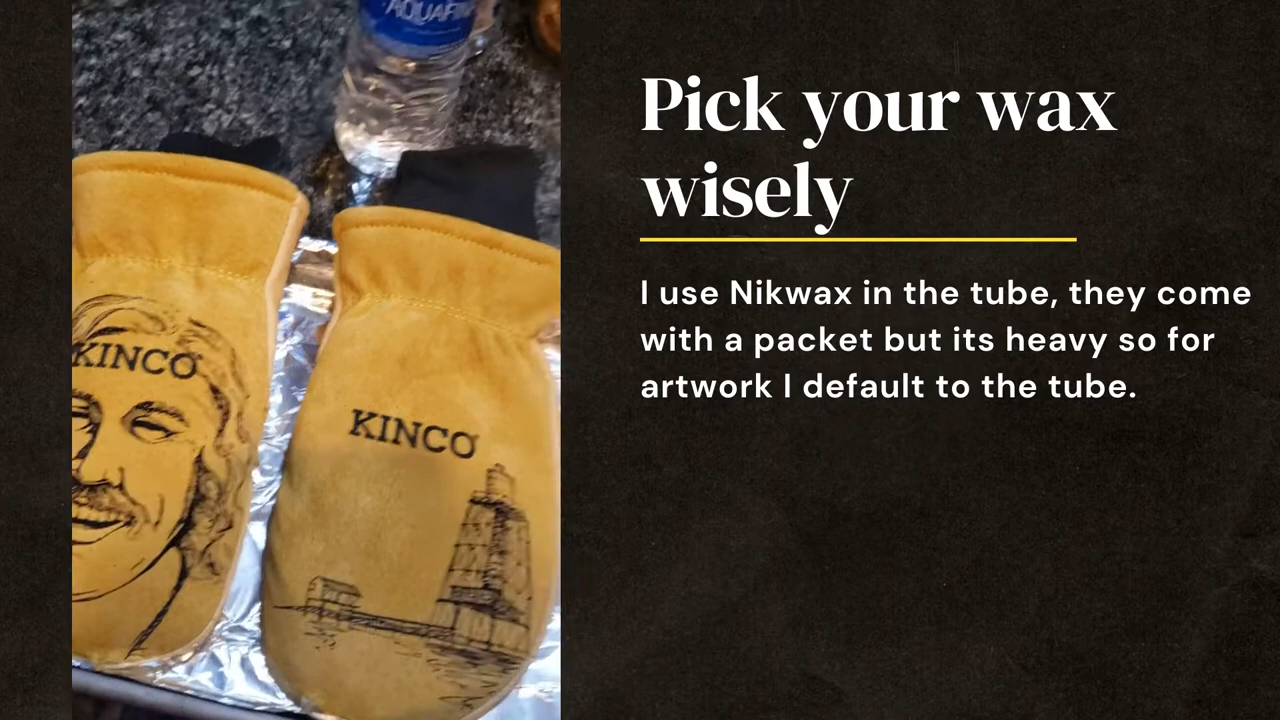 AQUAFINA
Pick your wax
wisely
I use Nikwax in the tube, they come
with a packet but its heavy so for
artwork I default to the tube.
KINCO
KINCO